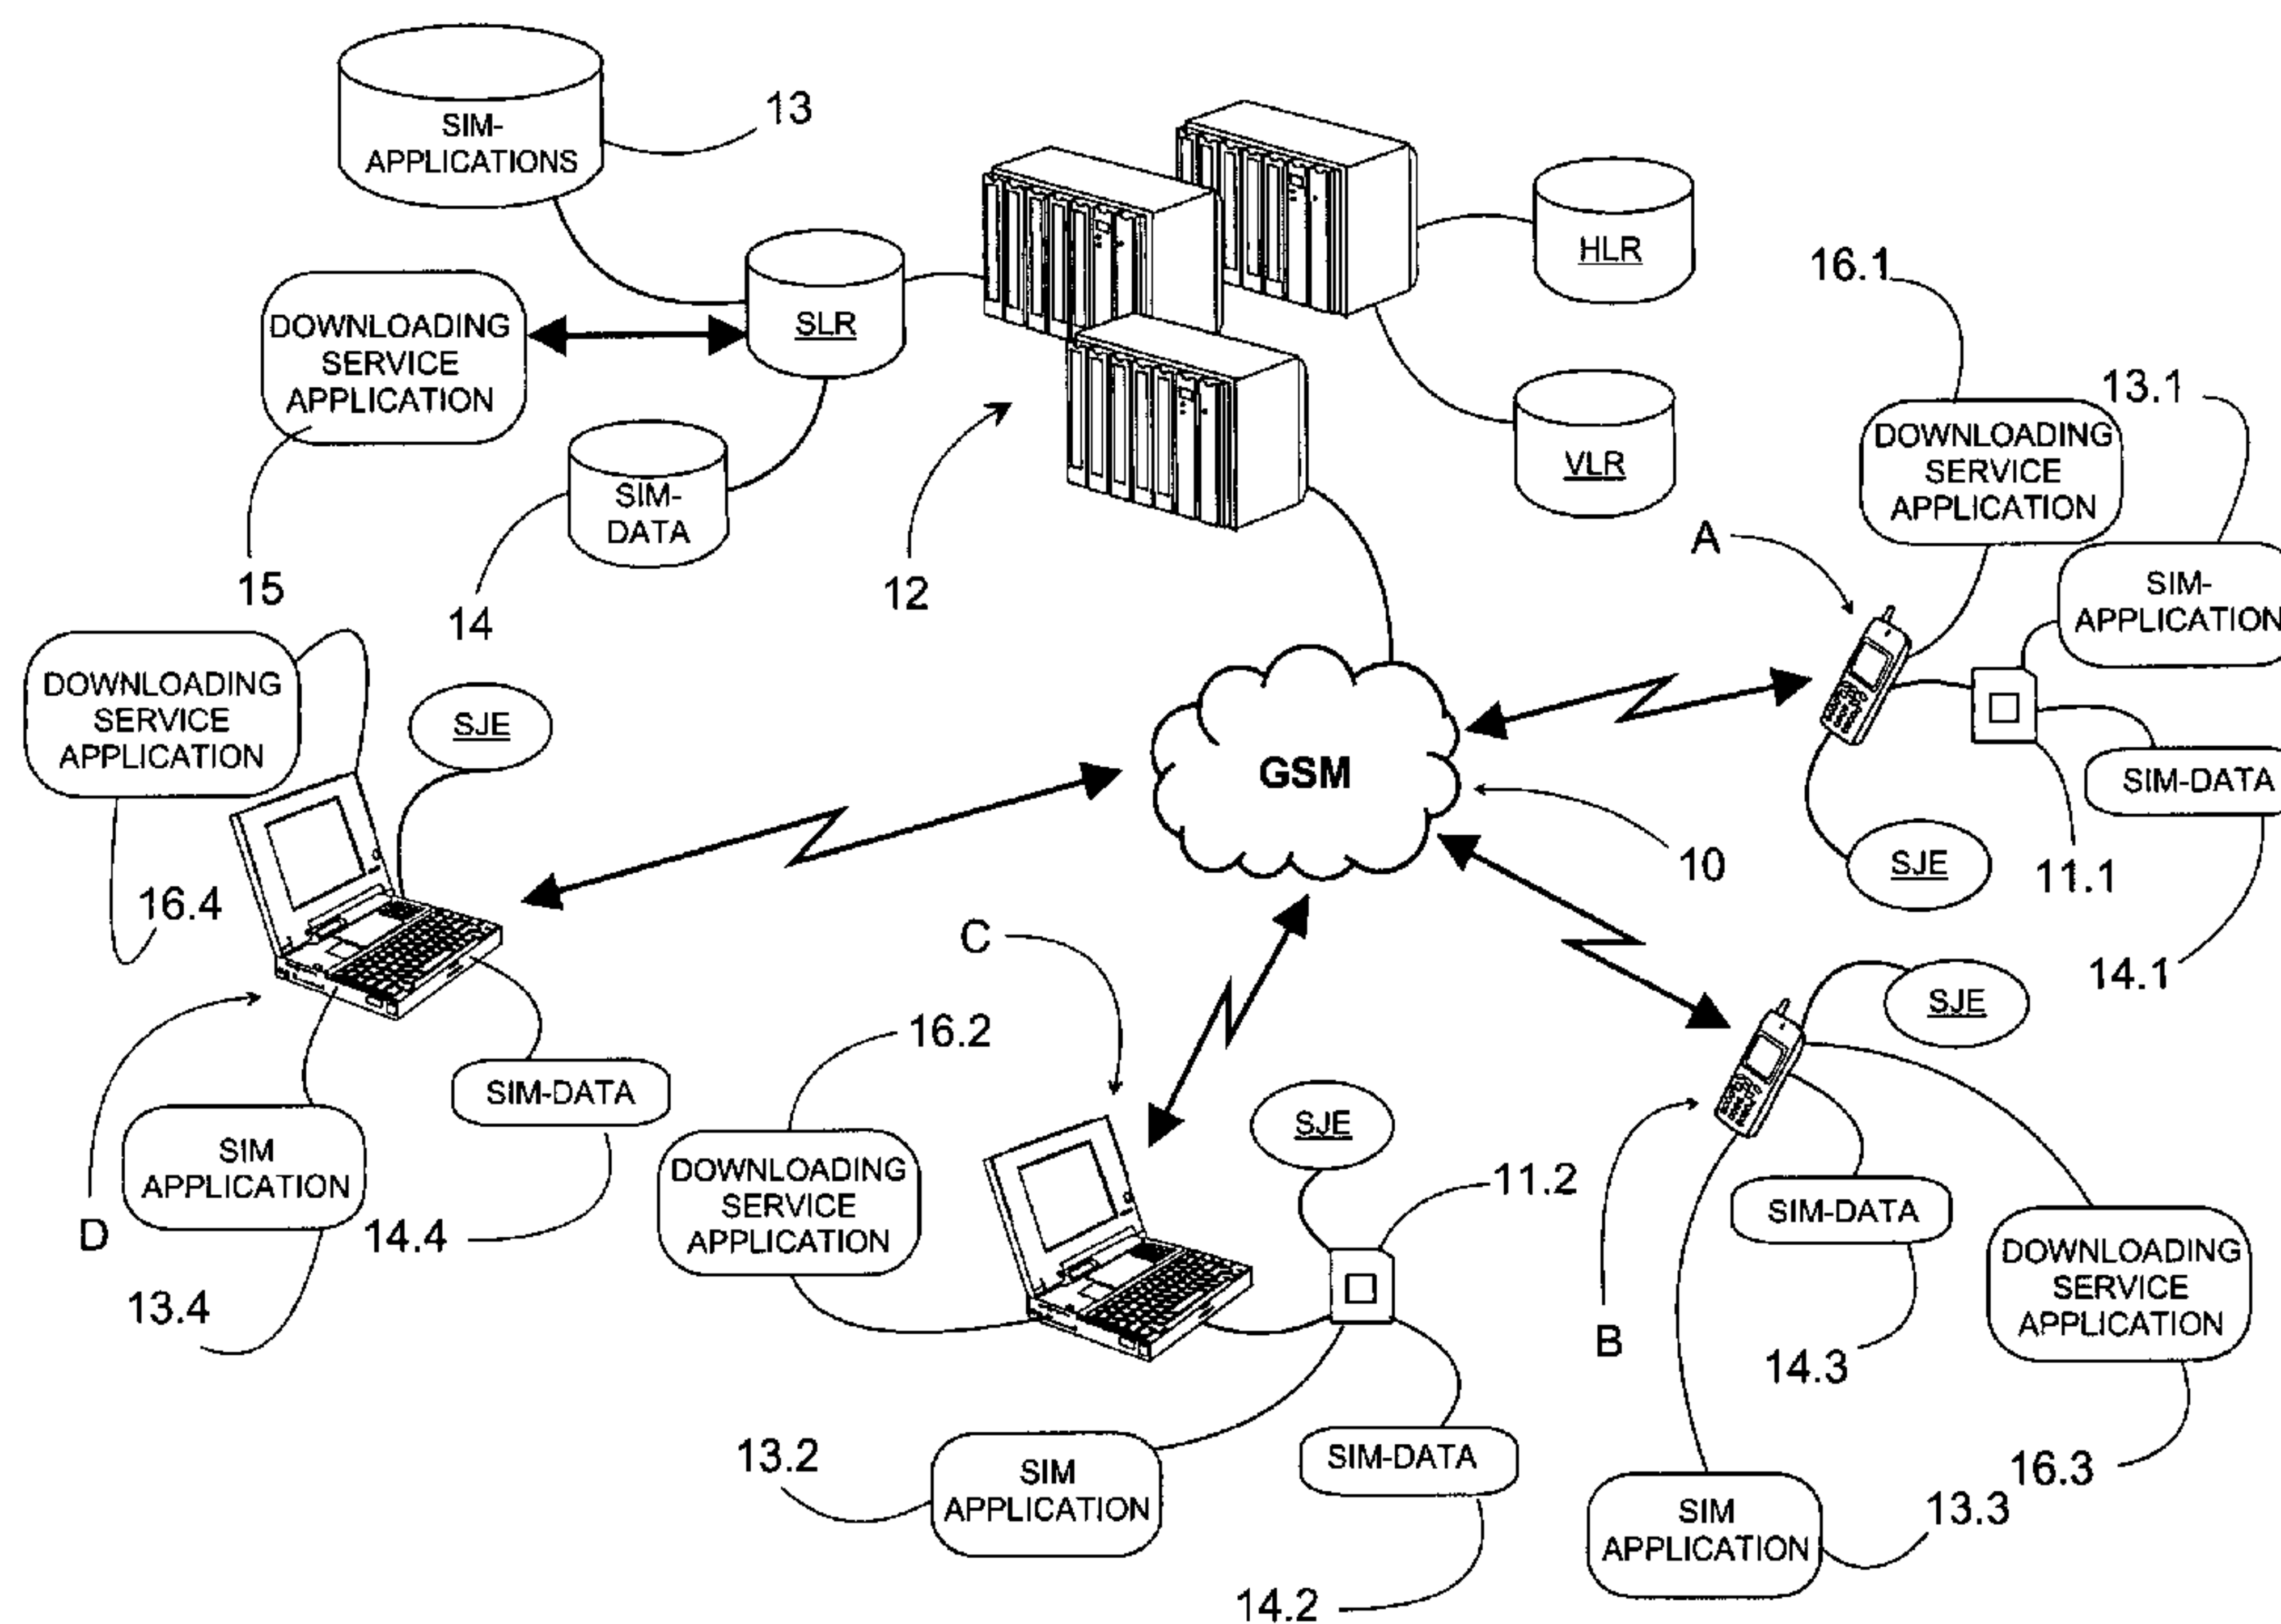 SIM-
APPLICATIONS
13
HLR
16.1
SLR
DOWNLOADING
SERVICE
APPLICATION
13.1
DOWNLOADING
SERVICE
APPLICATION
VLR
SIM-
DATA
A
15
14
12
SIM-
APPLICATION
DOWNLOADING
SERVICE
APPLICATION
SJE
GSM
SIM-DATA
10
SJE
11.1
16.4
C
14.1
SJE
16.2
SIM-DATA
SJE
SIM
APPLICATION
DOWNLOADING
SERVICE
APPLICATION
11.2
SIM-DATA
D
14.4
DOWNLOADING
SERVICE
APPLICATION
13.4
B
14.3
13.2
SIM
APPLICATION
SIM-DATA
16.3
SIM
APPLICATION
13.3
14.2